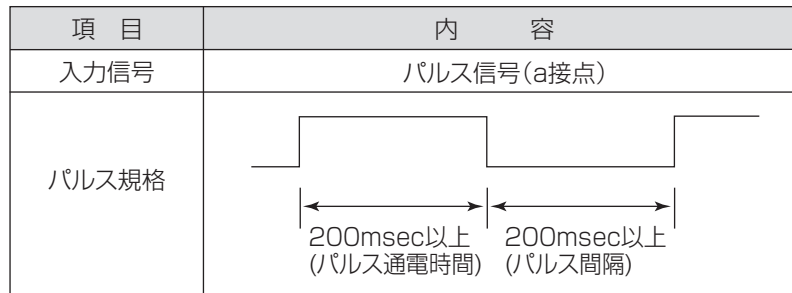 項 目 内 容
入力信号 パルス信号(a接点)
パルス規格
200msec以上 200msec以上
(パルス通電時間) (パルス間隔)